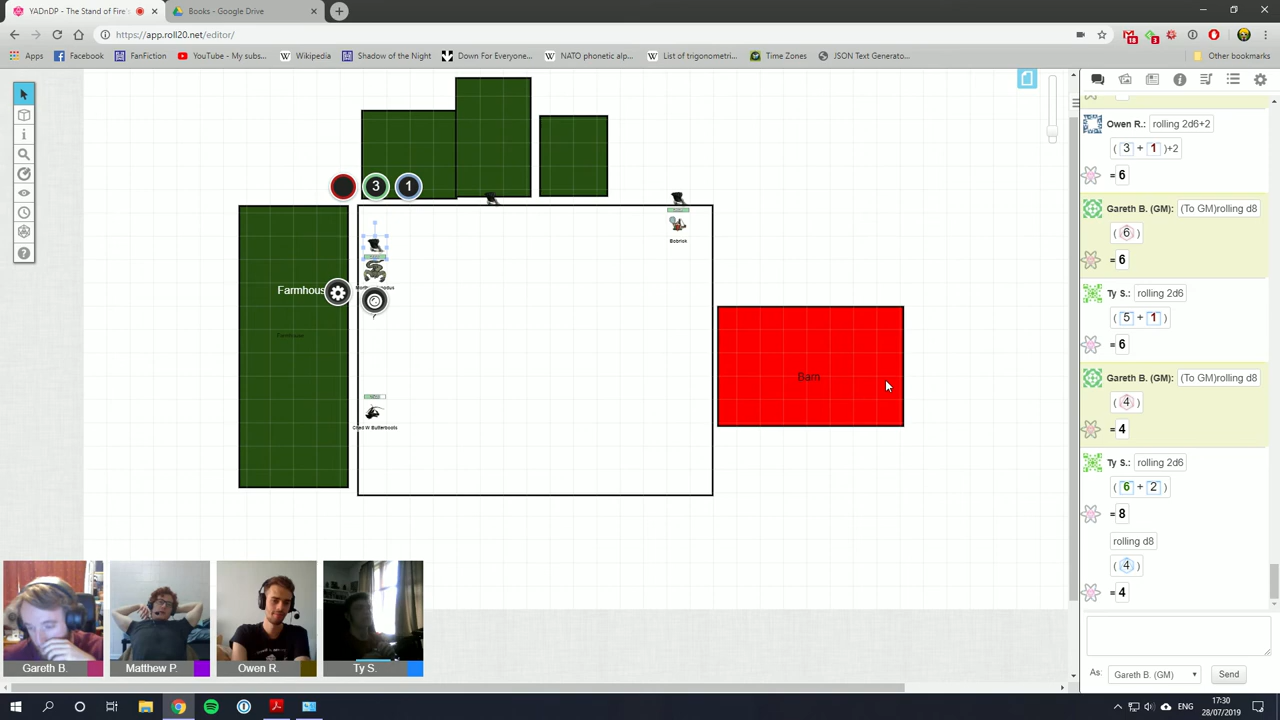 YADnDP - The Stand of Fire's
Books - Google Drive
https://app.roll20.net/editor/
Apps
Facebook
FanFiction
YouTube - My subs...
Wikipedia
Shadow of the Night
Down For Everyone...
NATO phonetic alp...
List of trigonometri...
Time Zones
JSON Text Generato...
Other bookmarks
3
1
Bobrick
Farmhous
Farmhouse
Barn
Ched W Butterboots
Gareth B.
Matthew P.
Owen R.
Ty S.
Owen R.: rolling 2d6+2
( 3 + 1 )+2
= 6
Gareth B. (GM): (To GM)rolling d8
( 6 )
= 6
Ty S.: rolling 2d6
( 5 + 1 )
= 6
Gareth B. (GM): (To GM)rolling d8
( 4 )
= 4
Ty S.: rolling 2d6
( 6 + 2 )
= 8
rolling d8
( 4 )
= 4
As: Gareth B. (GM)
Send
ENG
17:30
28/07/2019